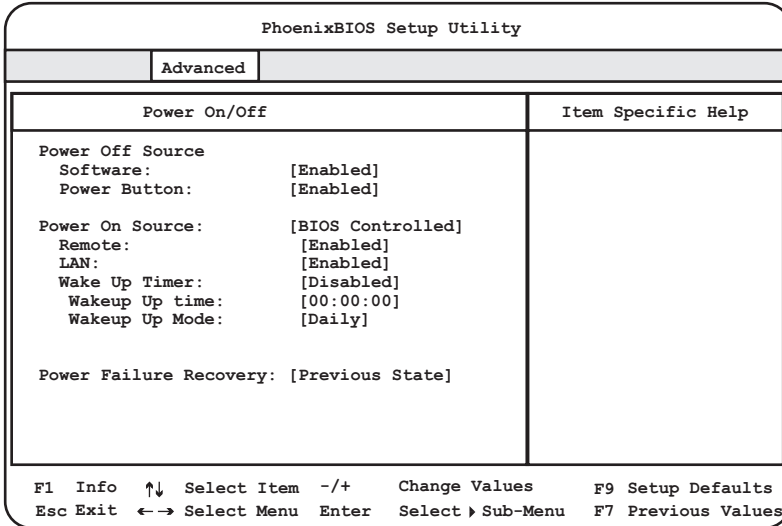 PhoenixBIOS Setup Utility
Advanced
Power On/Off
Item Specific Help
Power Off Source
Software: [Enabled]
Power Button: [Enabled]
Power On Source: [BIOS Controlled]
Remote: [Enabled]
LAN: [Enabled]
Wake Up Timer: [Disabled]
Wakeup Up time: [00:00:00]
Wakeup Up Mode: [Daily]
Power Failure Recovery: [Previous State]
F1 Info ↑↓ Select Item -/+ Change Values F9 Setup Defaults
Esc Exit ←→ Select Menu Enter Select ▶ Sub-Menu F7 Previous Values